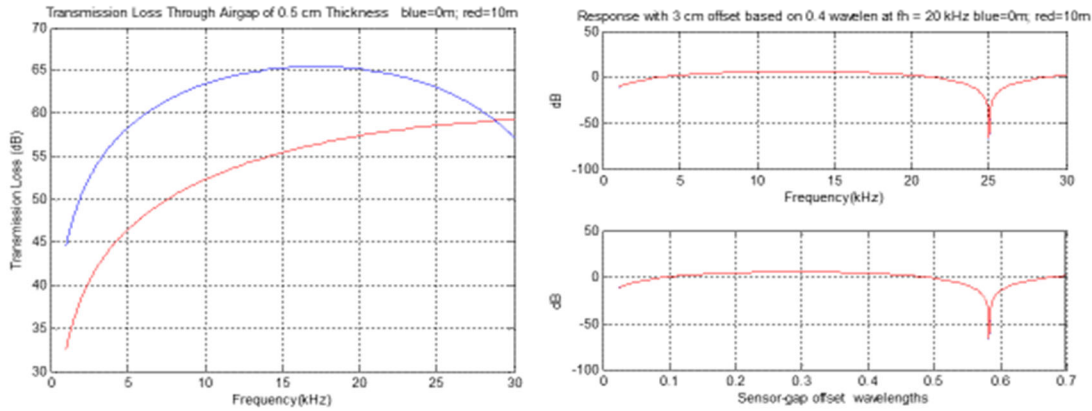 Transmission Loss Through Airgap of 0.5 cm Thickness blue=0m; red=10m
70
65
60
55
50
45
40
35
30
Transmission Loss (dB)
0 5 10 15 20 25 30
Frequency(kHz)
Response with 3 cm offset based on 0.4 wavelen at fh = 20 kHz blue=0m; red=10m
50
0
-50
-100
dB
0 5 10 15 20 25 30
Frequency(kHz)
50
0
-50
-100
dB
0 0.1 0.2 0.3 0.4 0.5 0.6 0.7
Sensor-gap offset wavelengths